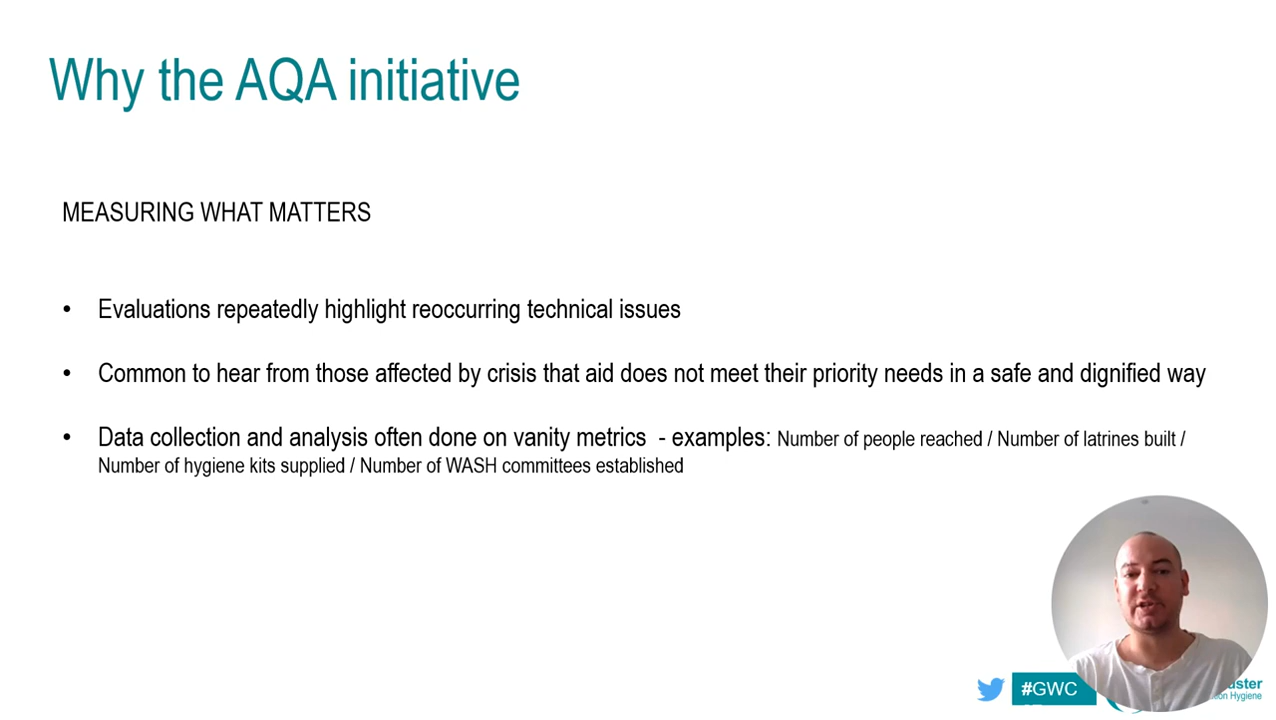 Why the AQA initiative
MEASURING WHAT MATTERS
• Evaluations repeatedly highlight reoccurring technical issues
• Common to hear from those affected by crisis that aid does not meet their priority needs in a safe and dignified way
• Data collection and analysis often done on vanity metrics - examples: Number of people reached / Number of latrines built /
Number of hygiene kits supplied / Number of WASH committees established
#GWC